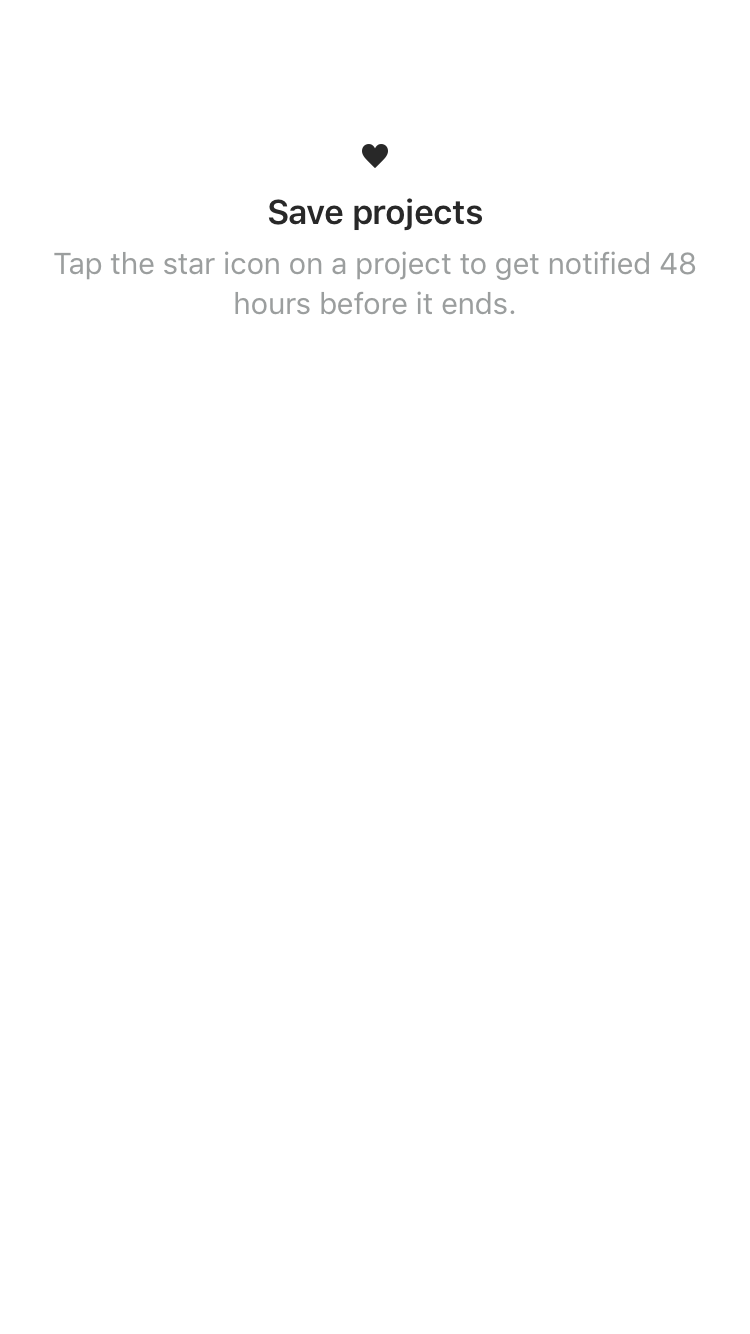 Save projects
Tap the star icon on a project to get notified 48
hours before it ends.